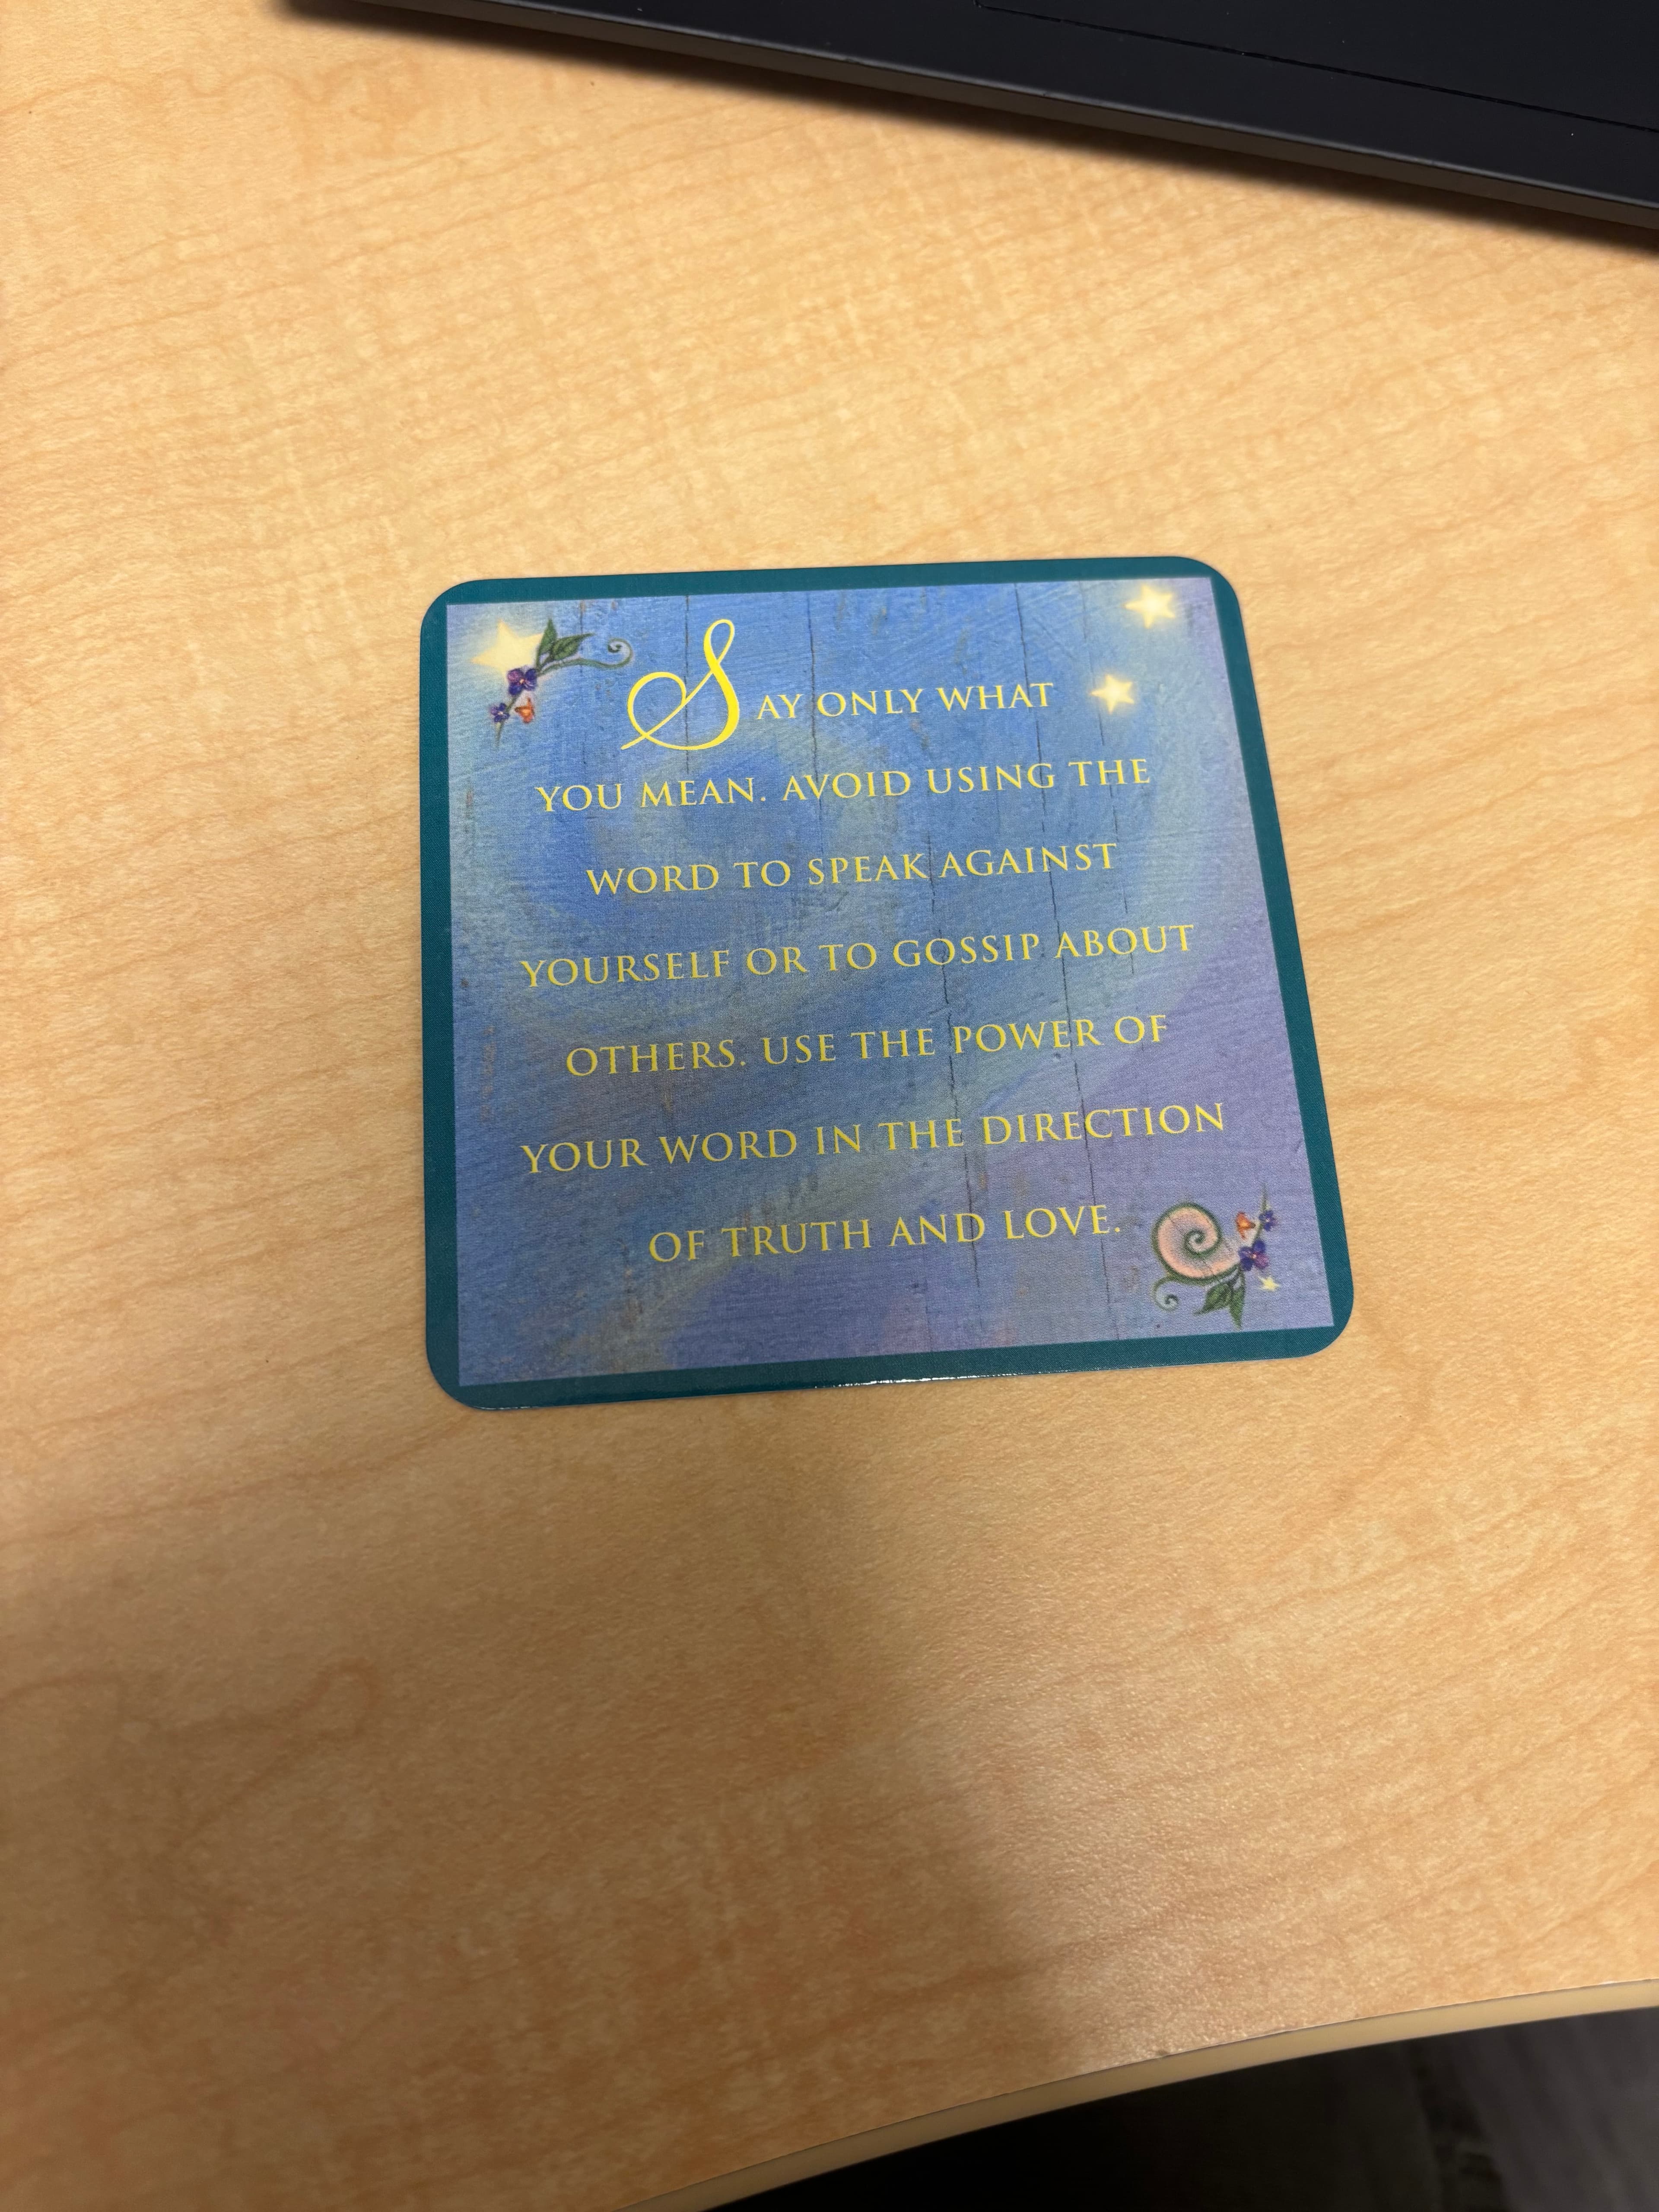 SAY ONLY WHAT
YOU MEAN. AVOID USING THE
WORD TO SPEAK AGAINST
YOURSELF OR TO GOSSIP ABOUT
OTHERS. USE THE POWER OF
YOUR WORD IN THE DIRECTION
OF TRUTH AND LOVE.